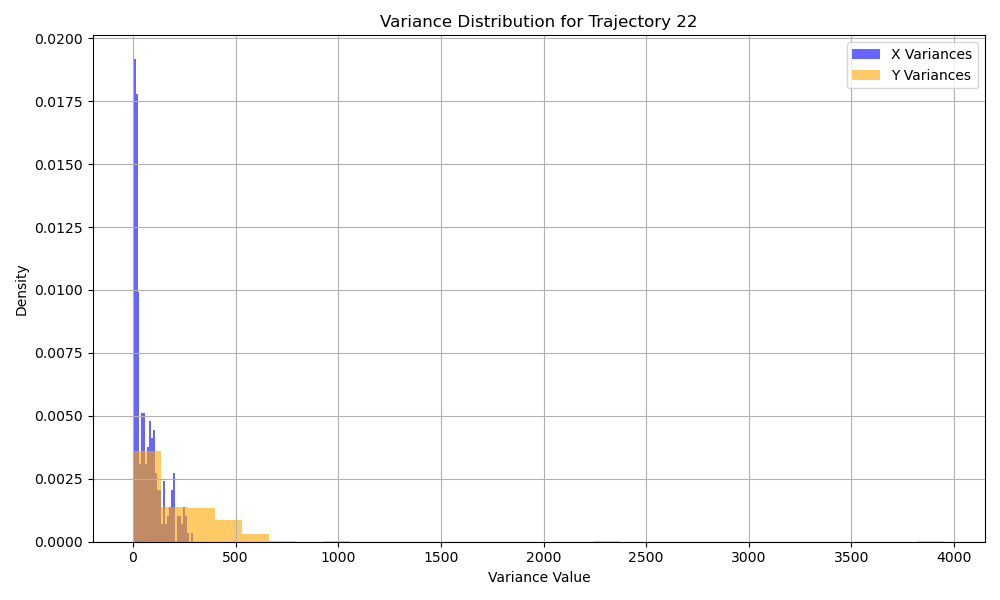 Variance Distribution for Trajectory 22
0.0200
0.0175
0.0150
0.0125
0.0100
0.0075
0.0050
0.0025
0.0000
Density
X Variances
Y Variances
0 500 1000 1500 2000 2500 3000 3500 4000
Variance Value